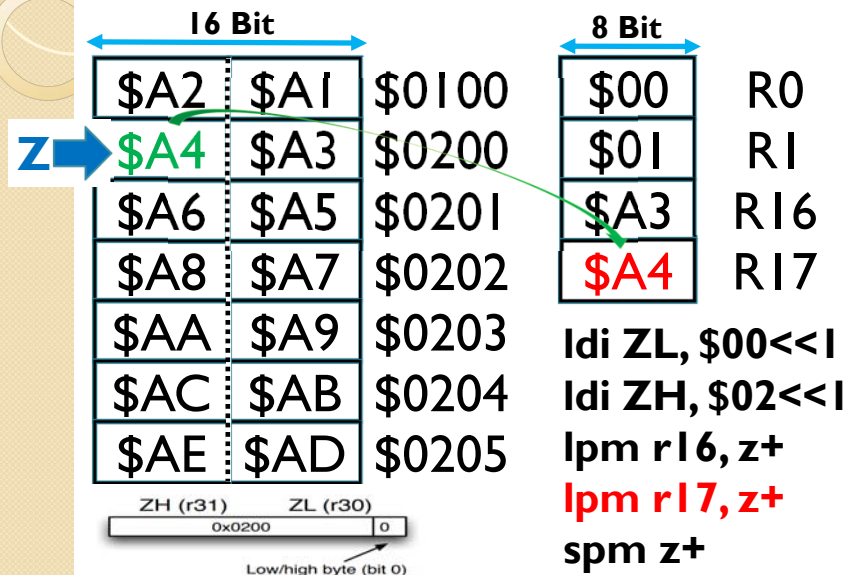 16 Bit 8 Bit
$A2 $A1 $0100 $00 R0
Z $A4 $A3 $0200 $01 R1
$A6 $A5 $0201 $A3 R16
$A8 $A7 $0202 $A4 R17
$AA $A9 $0203
$AC $AB $0204
$AE $AD $0205
ldi ZL, $00<<1
ldi ZH, $02<<1
lpm r16, z+
lpm r17, z+
spm z+
ZH (r31) ZL (r30)
0x0200 0
Low/high byte (bit 0)